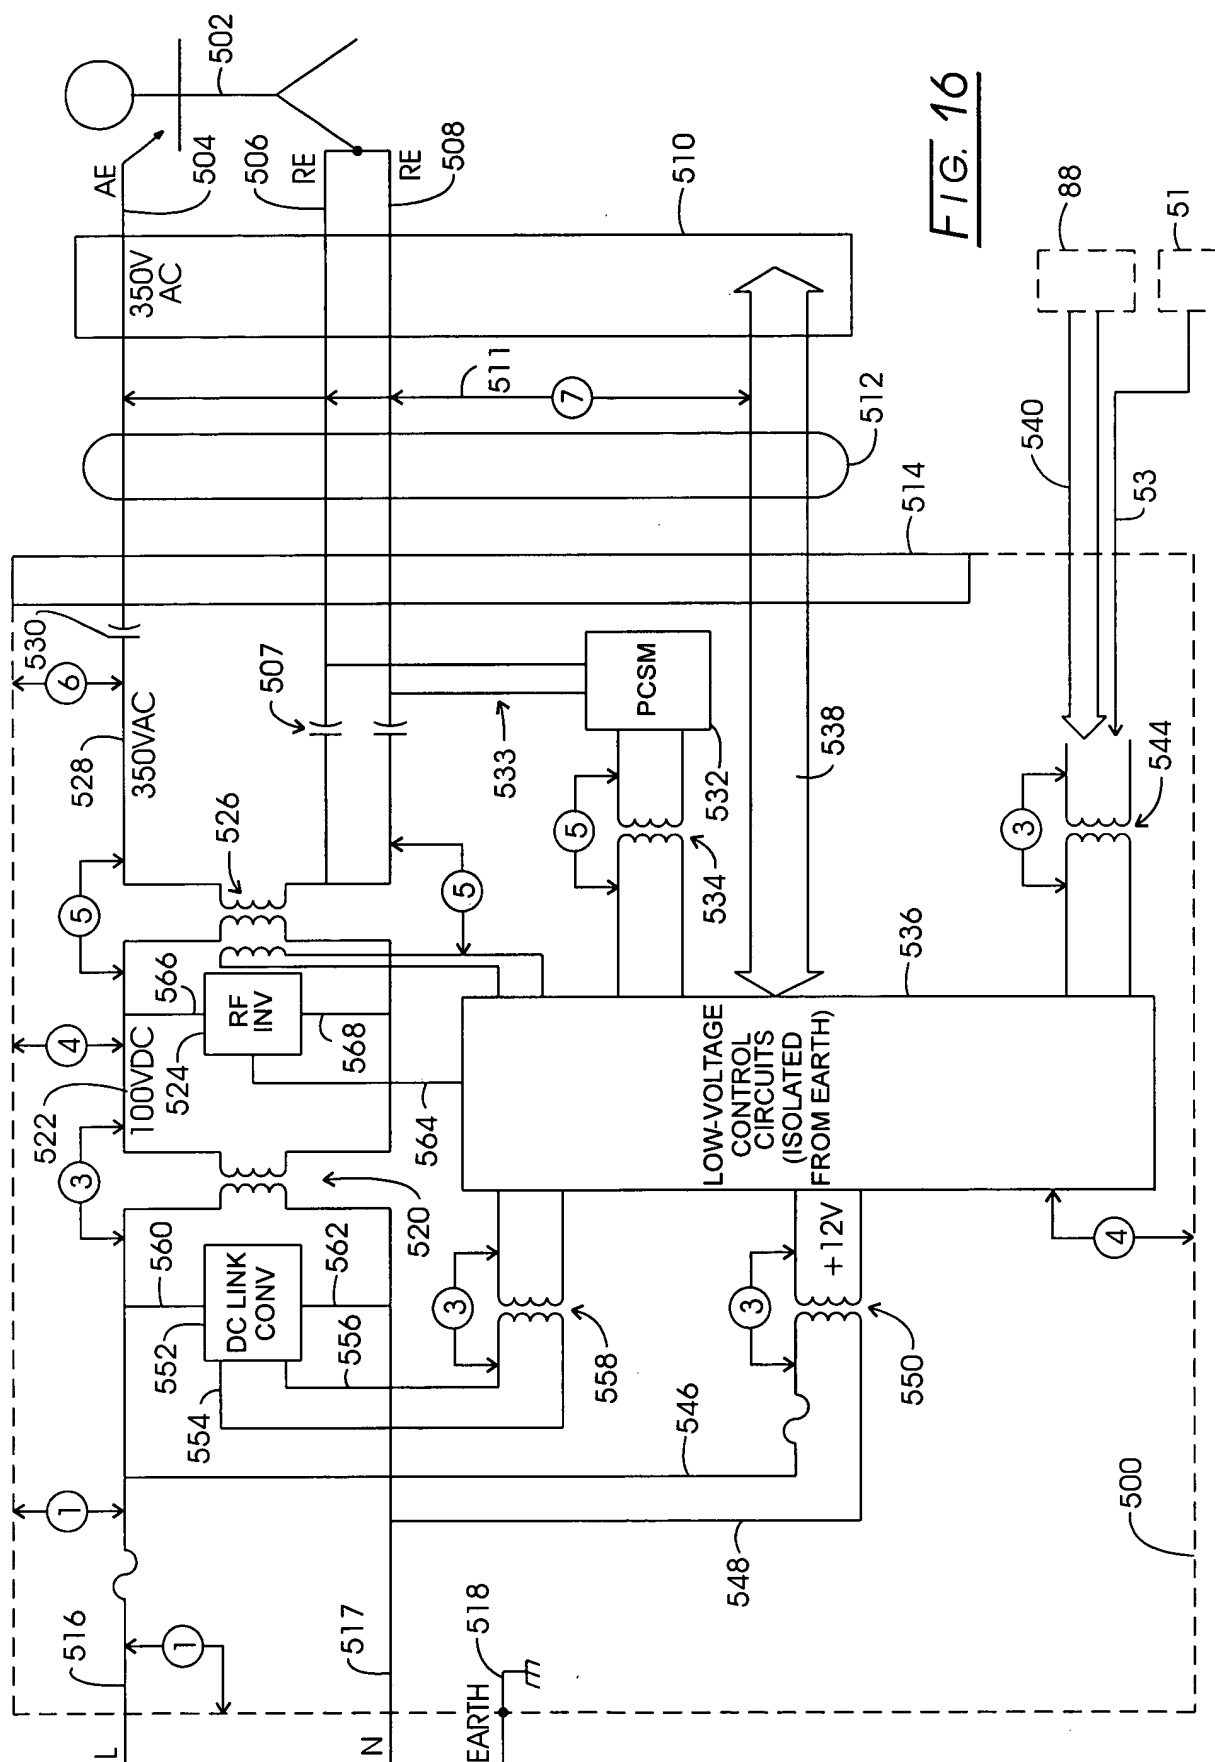 FIG. 16
L
516
1
1
N
517
EARTH
518
500
548
546
560
552
DC LINK
CONV
562
554
556
3
520
3
558
3
550
+12V
522
100VDC
4
566
524
RF
INV
568
564
5
526
5
LOW-VOLTAGE
CONTROL
CIRCUITS
(ISOLATED
FROM EARTH)
536
4
528
350VAC
530
6
507
533
PCSM
532
5
534
538
3
544
514
512
7
511
350V
AC
510
AE
504
502
506
RE
RE
508
540
53
88
51